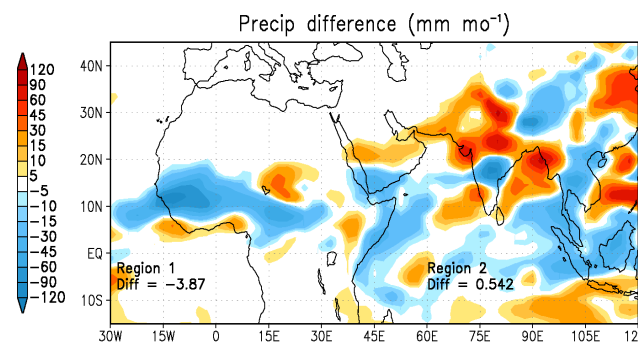 Precip difference (mm mo⁻¹)
120
90
60
45
30
15
10
5
−5
−10
−15
−30
−45
−60
−90
−120
40N
30N
20N
10N
EQ
10S
Region 1
Diff = −3.87
Region 2
Diff = 0.542
30W 15W 0 15E 30E 45E 60E 75E 90E 105E